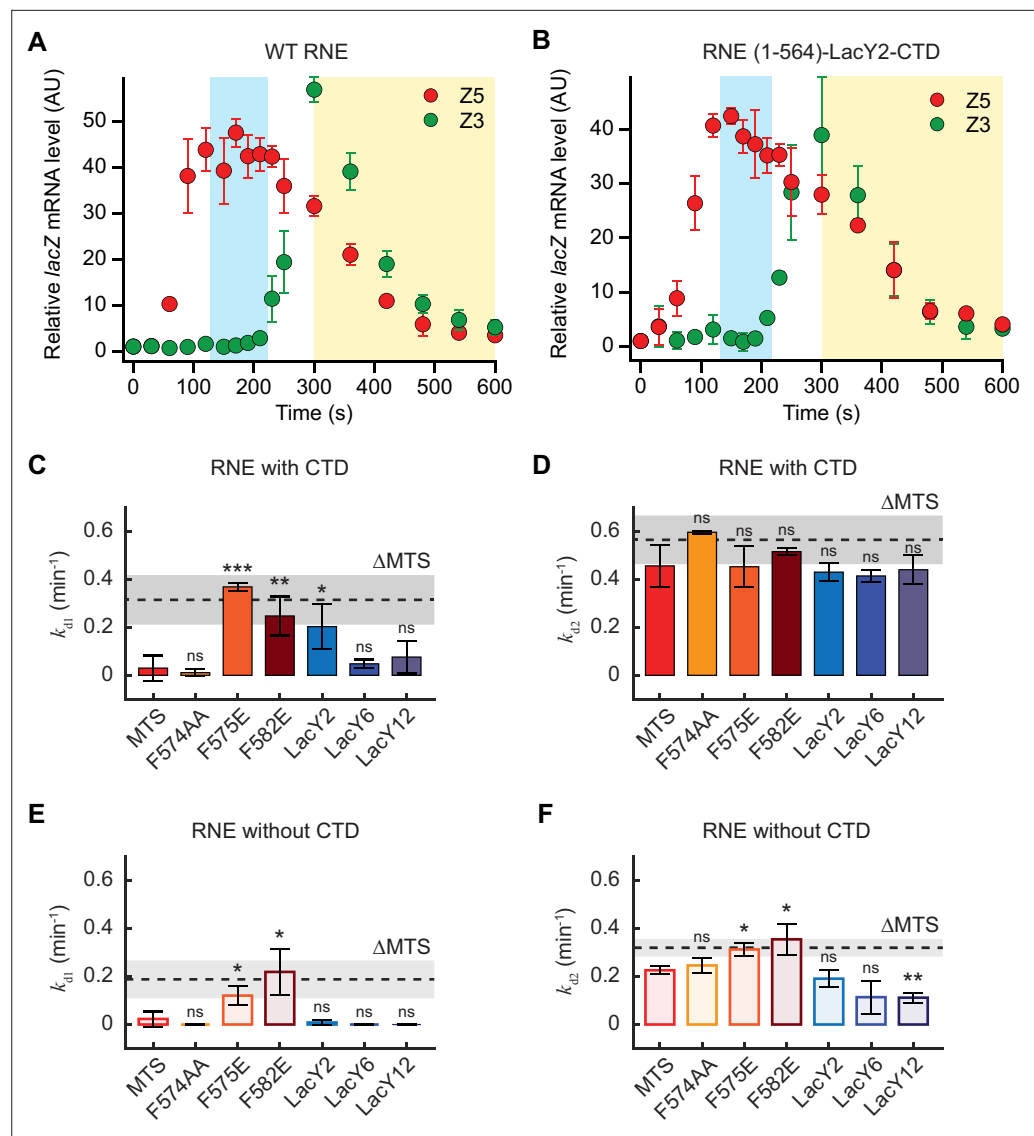 A
WT RNE
Relative lacZ mRNA level (AU)
50
40
30
20
10
0
Z5
Z3
0 100 200 300 400 500 600
Time (s)
B
RNE (1-564)-LacY2-CTD
Relative lacZ mRNA level (AU)
40
30
20
10
0
Z5
Z3
0 100 200 300 400 500 600
Time (s)
C
RNE with CTD
kd1 (min-1)
0.6
0.4
0.2
0
ΔMTS
ns *** ** * ns ns
MTS F574AA F575E F582E LacY2 LacY6 LacY12
D
RNE with CTD
kd2 (min-1)
0.6
0.4
0.2
0
ΔMTS
ns ns ns ns ns ns
MTS F574AA F575E F582E LacY2 LacY6 LacY12
E
RNE without CTD
kd1 (min-1)
0.6
0.4
0.2
0
ΔMTS
ns * * ns ns ns
MTS F574AA F575E F582E LacY2 LacY6 LacY12
F
RNE without CTD
kd2 (min-1)
0.6
0.4
0.2
0
ΔMTS
ns * * ns ns **
MTS F574AA F575E F582E LacY2 LacY6 LacY12